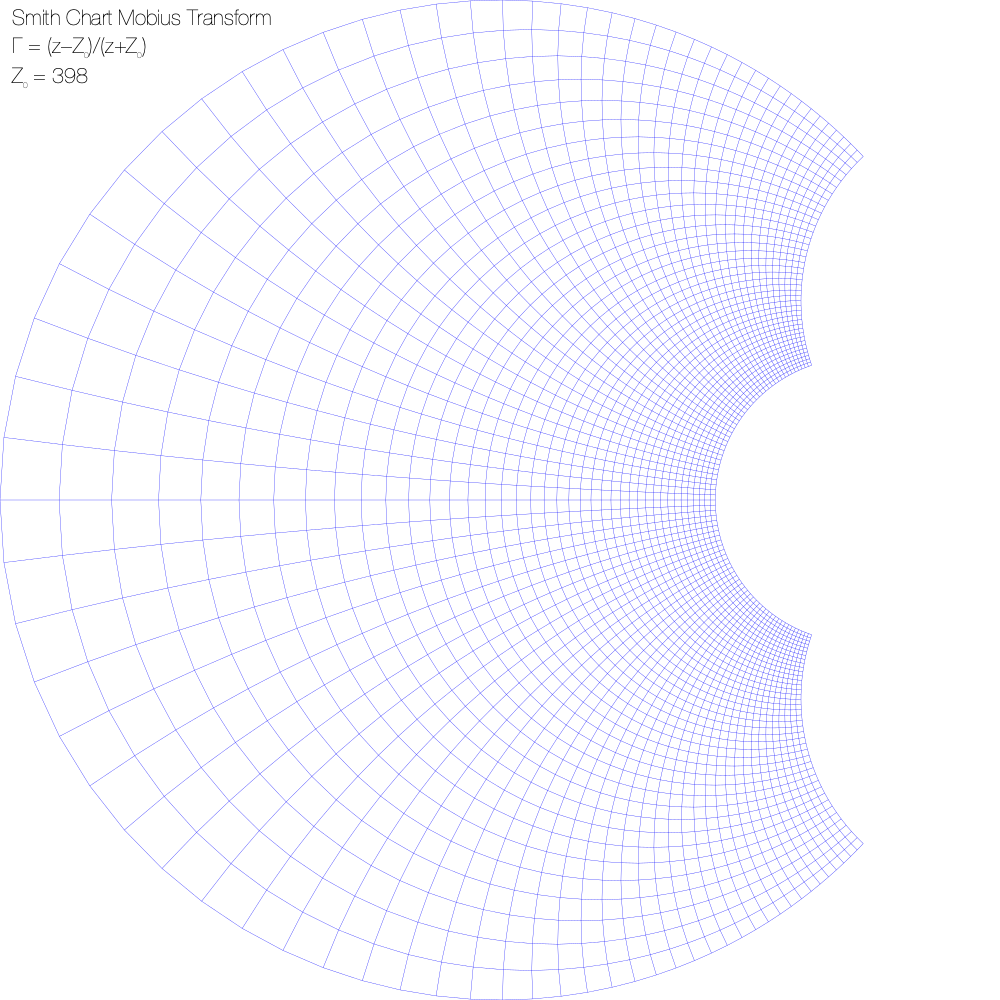 Smith Chart Mobius Transform
Γ = (z−Z₀)/(z+Z₀)
Z₀ = 398